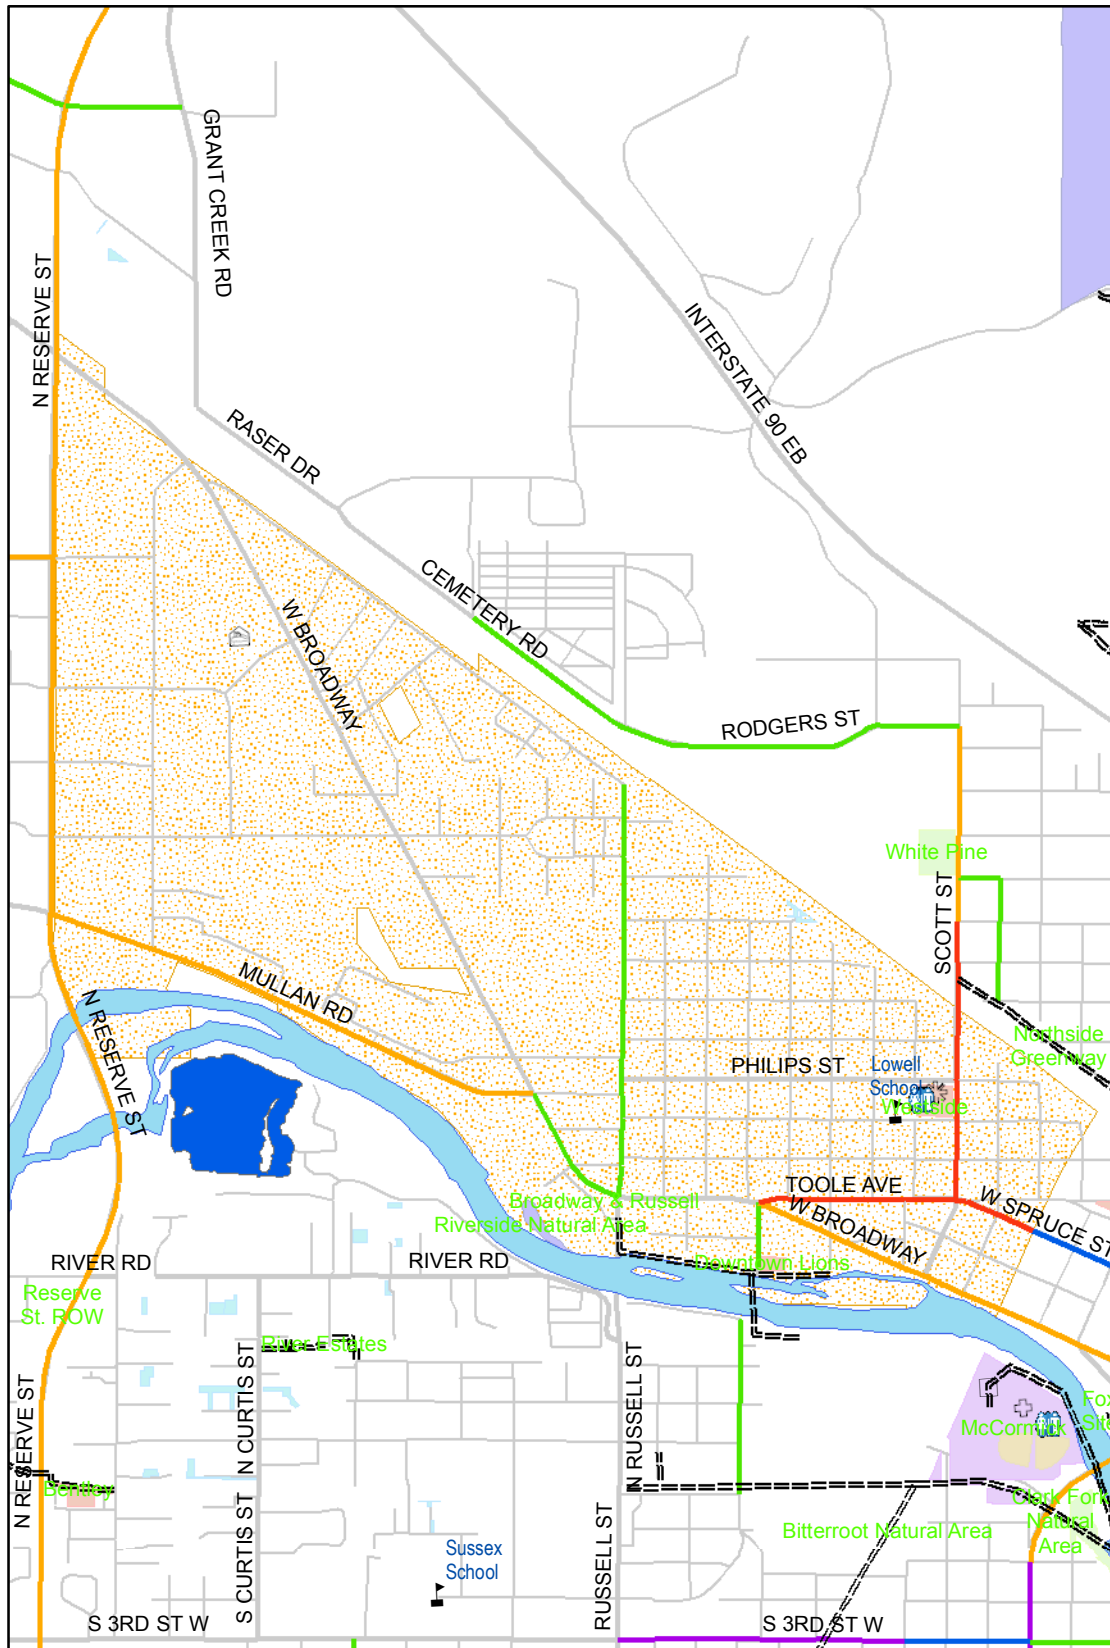 GRANT CREEK RD
N RESERVE ST
INTERSTATE 90 EB
RASER DR
CEMETERY RD
W BROADWAY
RODGERS ST
White Pine
SCOTT ST
MULLAN RD
N RESERVE ST
Northside
Greenway
PHILIPS ST
Lowell
School
Westside
TOOLE AVE
W BROADWAY
W SPRUCE ST
Broadway & Russell
Riverside Natural Area
RIVER RD
RIVER RD
Downtown Lions
Reserve
St. ROW
River Estates
N CURTIS ST
N RUSSELL ST
N RESERVE ST
McCormick
Fox
Site
Bentley
Clark Fork
Natural
Area
Bitterroot Natural Area
S CURTIS ST
RUSSELL ST
Sussex
School
S 3RD ST W
S 3RD ST W